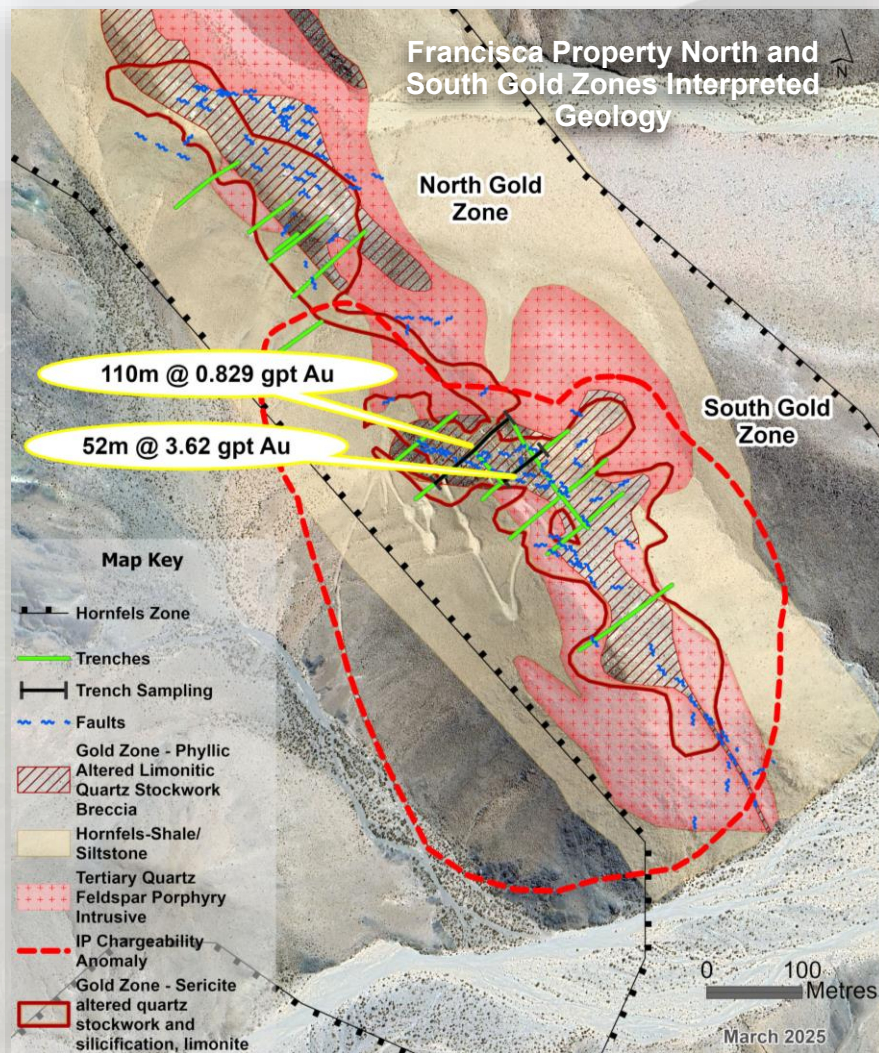 Francisca Property North and
South Gold Zones Interpreted
Geology
N
North Gold
Zone
110m @ 0.829 gpt Au
South Gold
Zone
52m @ 3.62 gpt Au
Map Key
Hornfels Zone
Trenches
Trench Sampling
Faults
Gold Zone - Phyllic
Altered Limonitic
Quartz Stockwork
Breccia
Hornfels-Shale/
Siltstone
Tertiary Quartz
Feldspar Porphyry
Intrusive
IP Chargeability
Anomaly
Gold Zone - Sericite
altered quartz
stockwork and
silicification, limonite
0 100
Metres
March 2025